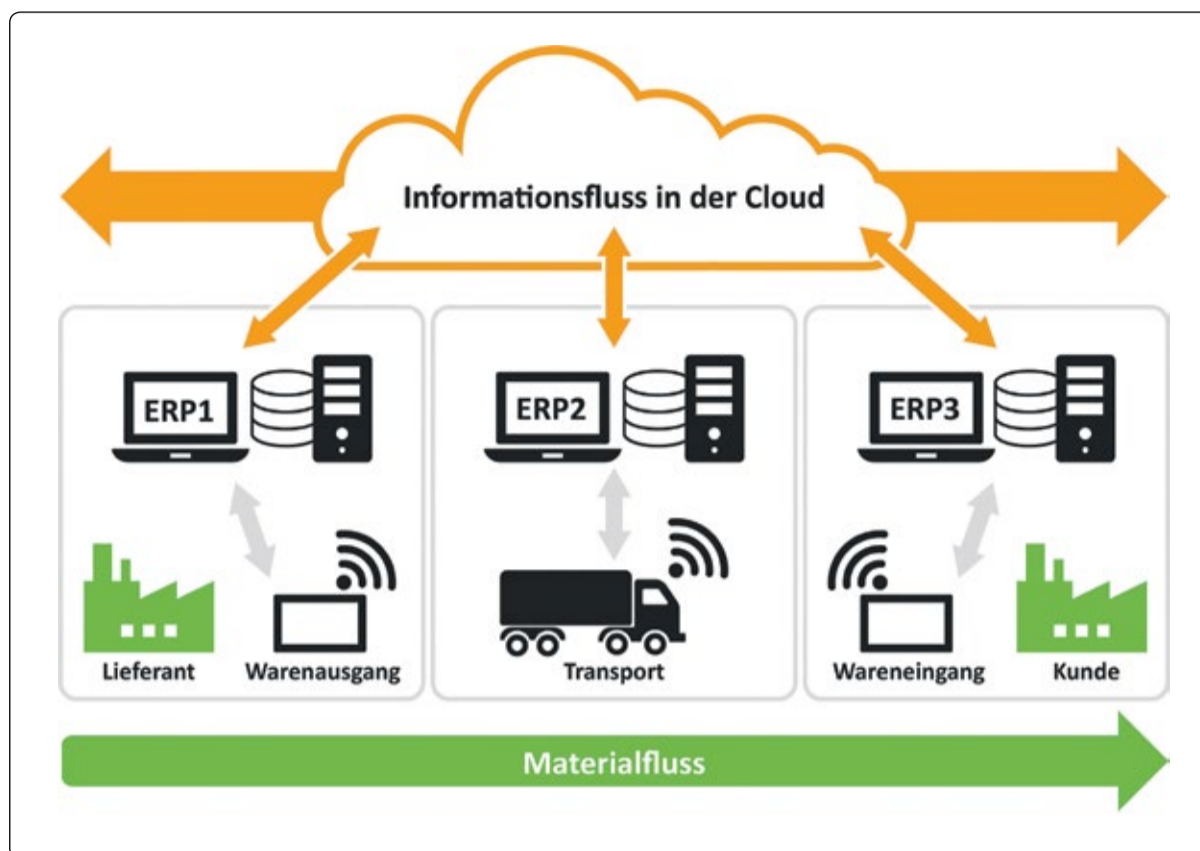 Informationsfluss in der Cloud
ERP1
ERP2
ERP3
Lieferant
Warenausgang
Transport
Wareneingang
Kunde
Materialfluss